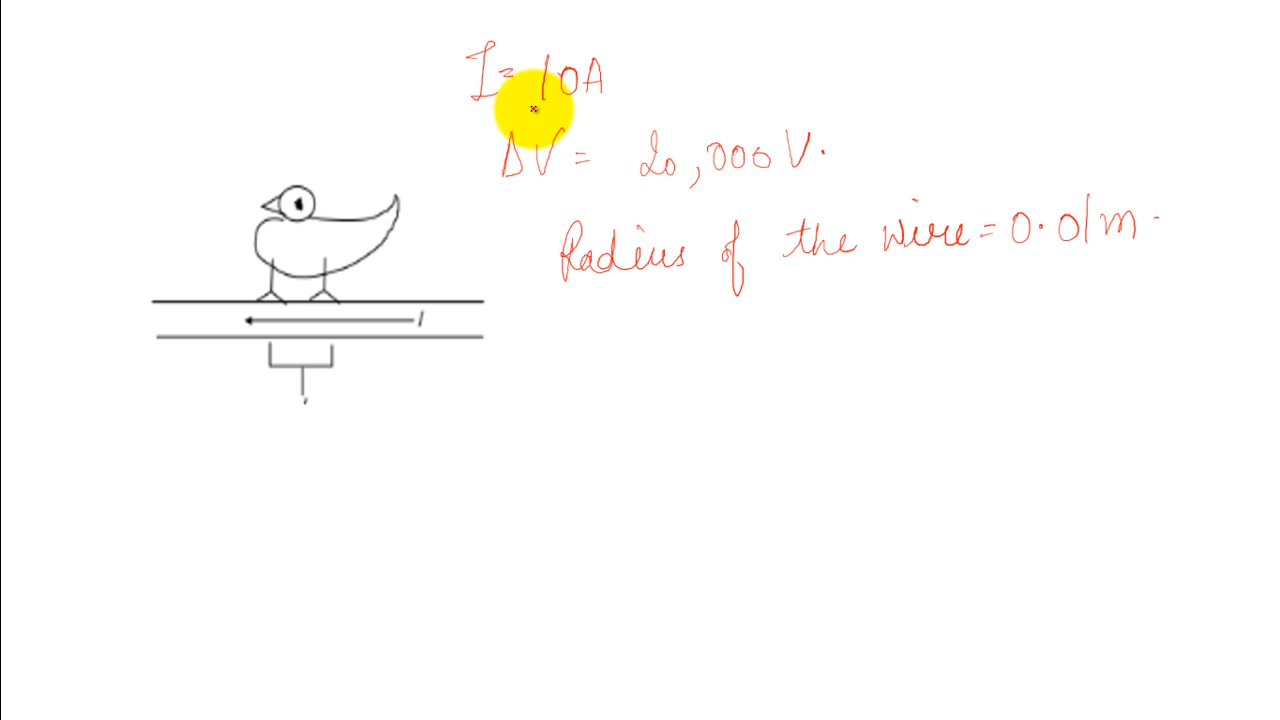 I = 10A
ΔV = 20,000 V.
Radius of the wire = 0.01m.
I